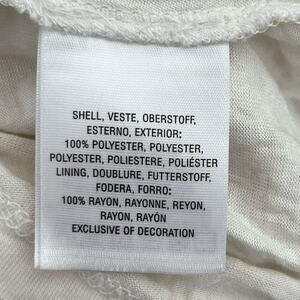 SHELL, VESTE, OBERSTOFF,
ESTERNO, EXTERIOR:
100% POLYESTER, POLYESTER,
POLYESTER, POLIESTERE, POLIÉSTER
LINING, DOUBLURE, FUTTERSTOFF,
FODERA, FORRO:
100% RAYON, RAYONNE, REYON,
RAYON, RAYÓN
EXCLUSIVE OF DECORATION